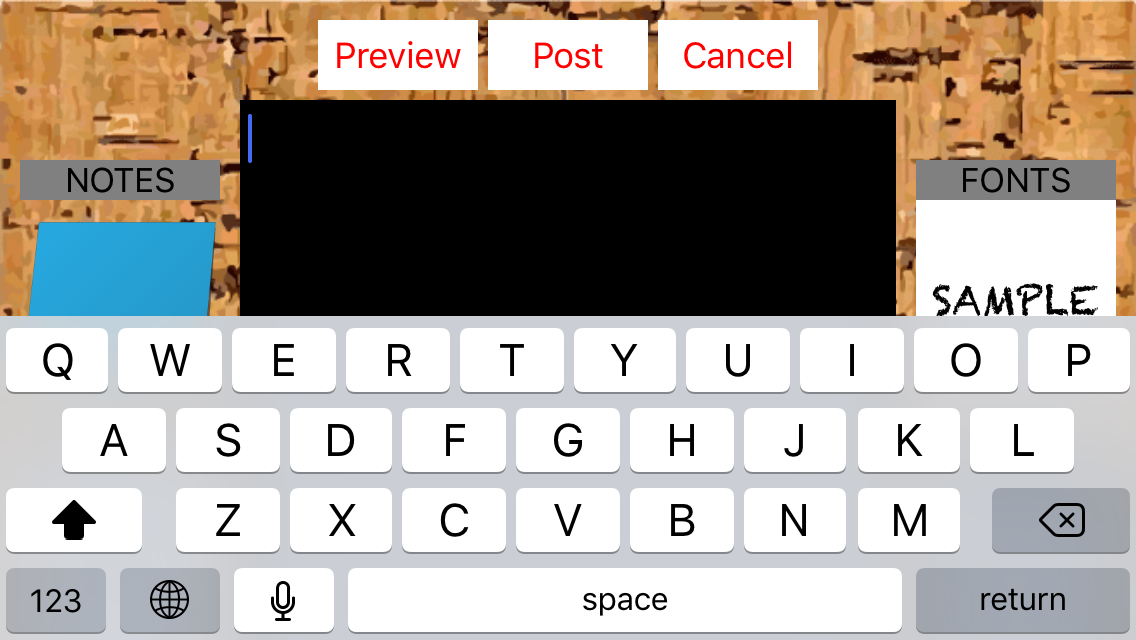 Preview Post Cancel
NOTES
FONTS
SAMPLE
Q W E R T Y U I O P
A S D F G H J K L
Z X C V B N M
123 space return